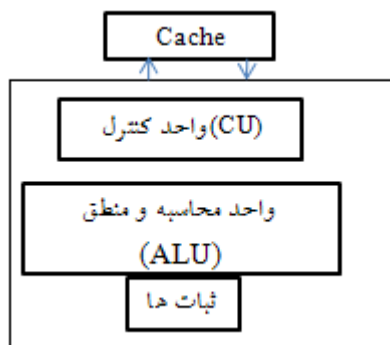 Cache
واحد کنترل(CU)
واحد محاسبه و منطق
(ALU)
ثبات ها